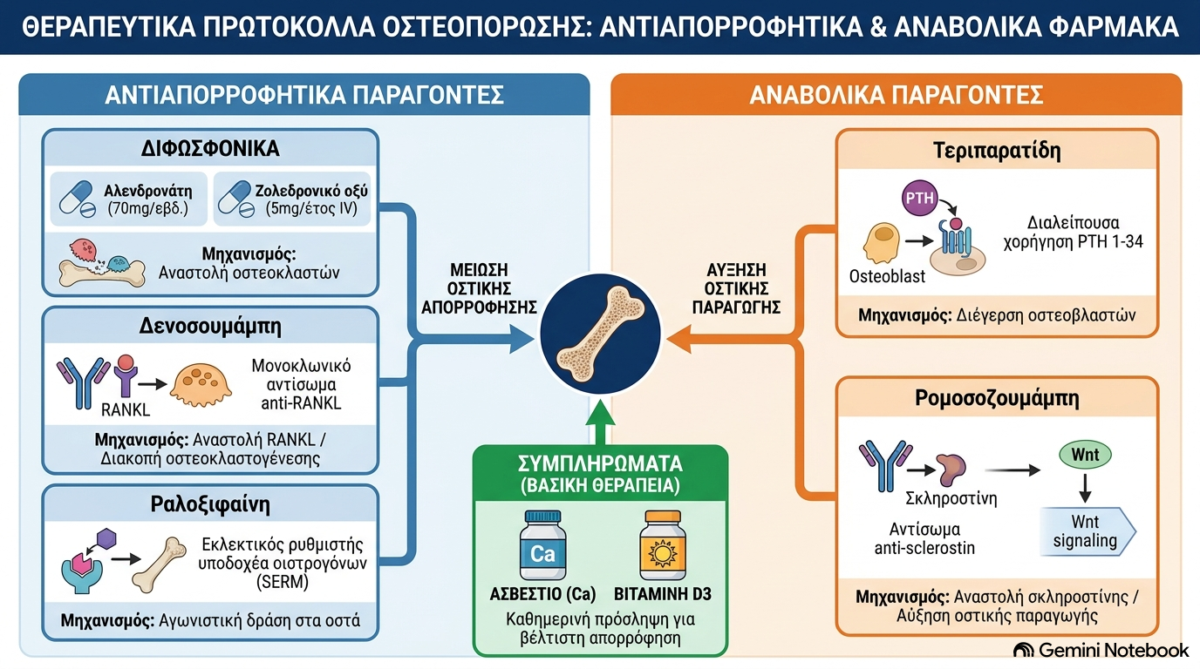 ΘΕΡΑΠΕΥΤΙΚΑ ΠΡΩΤΟΚΟΛΛΑ ΟΣΤΕΟΠΟΡΩΣΗΣ: ΑΝΤΙΑΠΟΡΡΟΦΗΤΙΚΑ & ΑΝΑΒΟΛΙΚΑ ΦΑΡΜΑΚΑ
ΑΝΤΙΑΠΟΡΡΟΦΗΤΙΚΑ ΠΑΡΑΓΟΝΤΕΣ
ΔΙΦΩΣΦΟΝΙΚΑ
Αλενδρονάτη
(70mg/εβδ.)
Ζολεδρονικό οξύ
(5mg/έτος IV)
Μηχανισμός:
Αναστολή οστεοκλαστών
Δενοσουμάμπη
RANKL
Μονοκλωνικό
αντίσωμα
anti-RANKL
Μηχανισμός: Αναστολή RANKL /
Διακοπή οστεοκλαστογένεσης
Ραλοξιφαίνη
Εκλεκτικός ρυθμιστής
υποδοχέα οιστρογόνων
(SERM)
Μηχανισμός: Αγωνιστική δράση στα οστά
ΜΕΙΩΣΗ
ΟΣΤΙΚΗΣ
ΑΠΟΡΡΟΦΗΣΗΣ
ΑΥΞΗΣΗ
ΟΣΤΙΚΗΣ
ΠΑΡΑΓΩΓΗΣ
ΣΥΜΠΛΗΡΩΜΑΤΑ
(ΒΑΣΙΚΗ ΘΕΡΑΠΕΙΑ)
Ca
ΑΣΒΕΣΤΙΟ (Ca)
ΒΙΤΑΜΙΝΗ D3
Καθημερινή πρόσληψη για
βέλτιστη απορρόφηση
ΑΝΑΒΟΛΙΚΑ ΠΑΡΑΓΟΝΤΕΣ
Τεριπαρατίδη
PTH
Osteoblast
Διαλείπουσα
χορήγηση PTH 1-34
Μηχανισμός: Διέγερση οστεοβλαστών
Ρομοσοζουμάμπη
Σκληροστίνη
Αντίσωμα
anti-sclerostin
Wnt
Wnt
signaling
Μηχανισμός: Αναστολή σκληροστίνης /
Αύξηση οστικής παραγωγής
Gemini Notebook